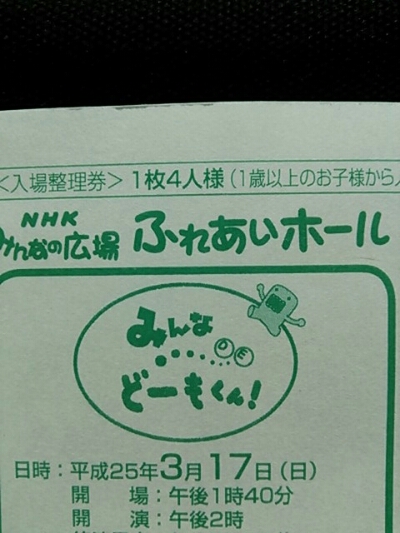 ＜入場整理券＞ 1枚4人様（1歳以上のお子様から
NHK
みんなの広場 ふれあいホール
みんな
DE
どーもくん！
日時：平成25年3月17日（日）
開　場：午後1時40分
開　演：午後2時